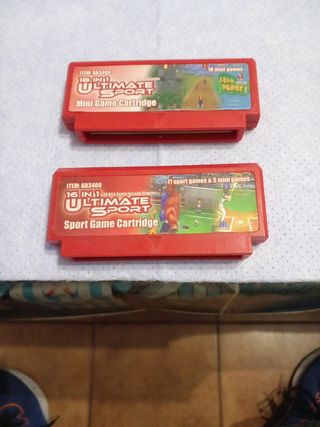 ITEM: AB3400
18 mini games
16 IN 1
ULTIMATE
SPORT
Mini Game Cartridge
ITEM: AB3400
16 IN 1
11 sport games & 5 mini games
ULTIMATE
SPORT
Sport Game Cartridge